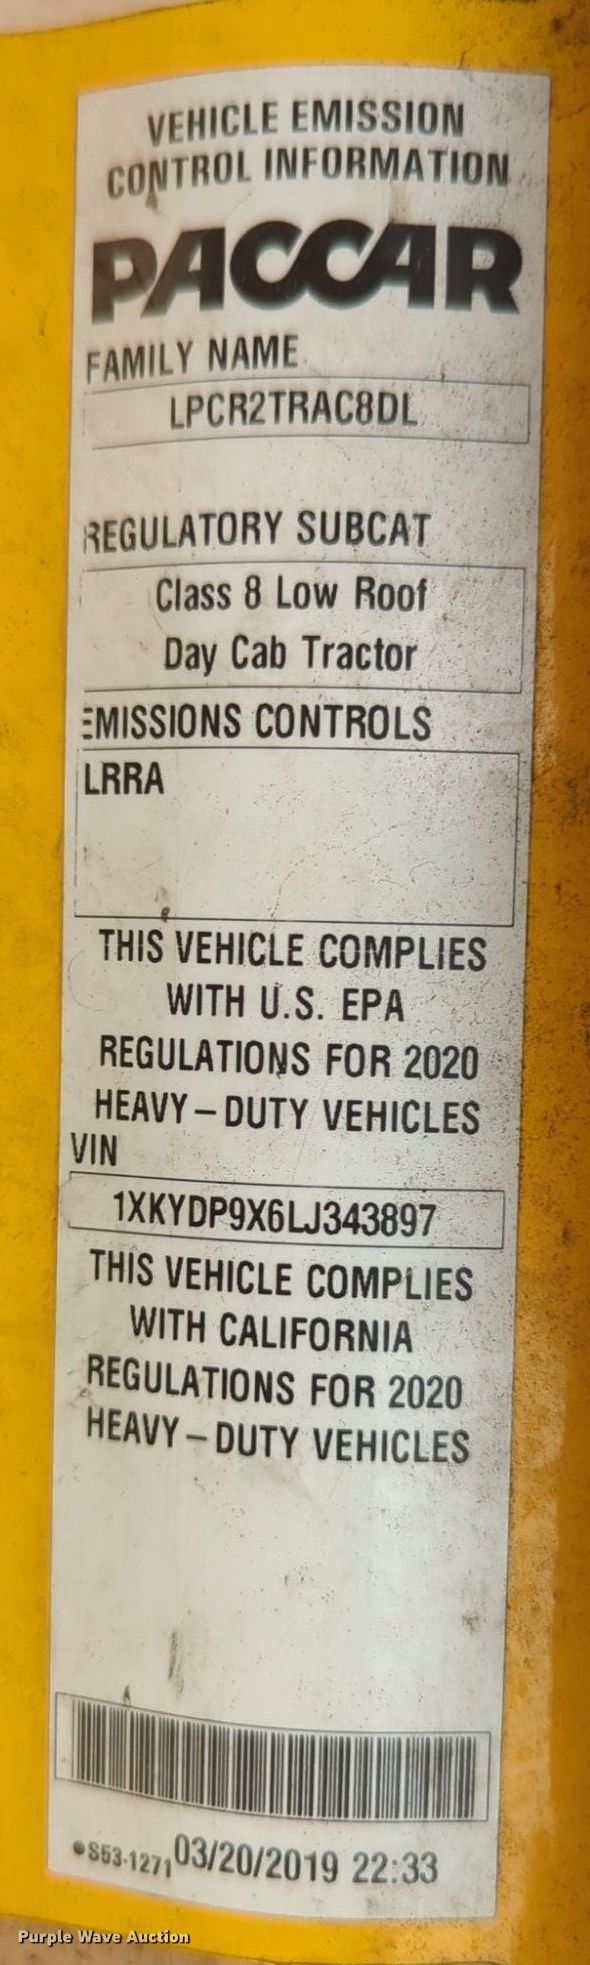 VEHICLE EMISSION
CONTROL INFORMATION
PACCAR
FAMILY NAME
LPCR2TRAC8DL
REGULATORY SUBCAT
Class 8 Low Roof
Day Cab Tractor
EMISSIONS CONTROLS
LRRA
THIS VEHICLE COMPLIES
WITH U.S. EPA
REGULATIONS FOR 2020
HEAVY-DUTY VEHICLES
VIN
1XKYDP9X6LJ343897
THIS VEHICLE COMPLIES
WITH CALIFORNIA
REGULATIONS FOR 2020
HEAVY-DUTY VEHICLES
•S53-1271 03/20/2019 22:33
Purple Wave Auction